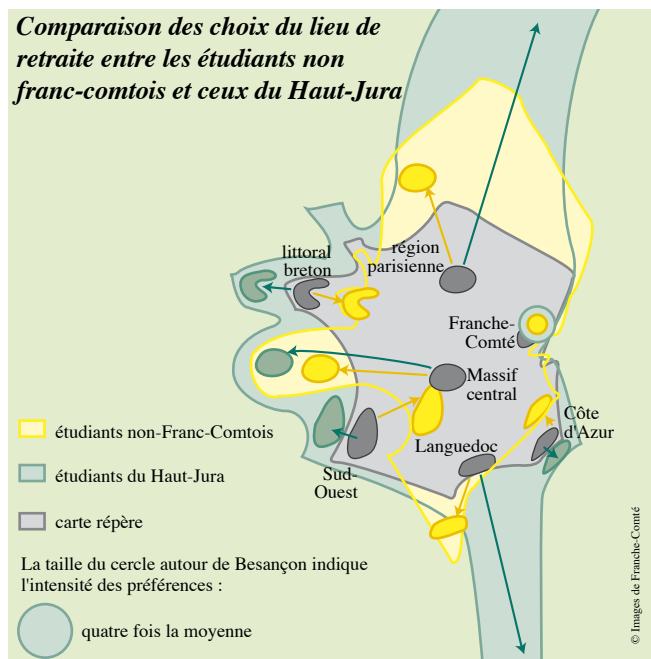 Comparaison des choix du lieu de
retraite entre les étudiants non
franc-comtois et ceux du Haut-Jura
littoral
breton
région
parisienne
Franche-
Comté
Massif
central
Côte
d'Azur
Languedoc
Sud-
Ouest
étudiants non-Franc-Comtois
étudiants du Haut-Jura
carte répère
La taille du cercle autour de Besançon indique
l'intensité des préférences :
quatre fois la moyenne
© Images de Franche-Comté